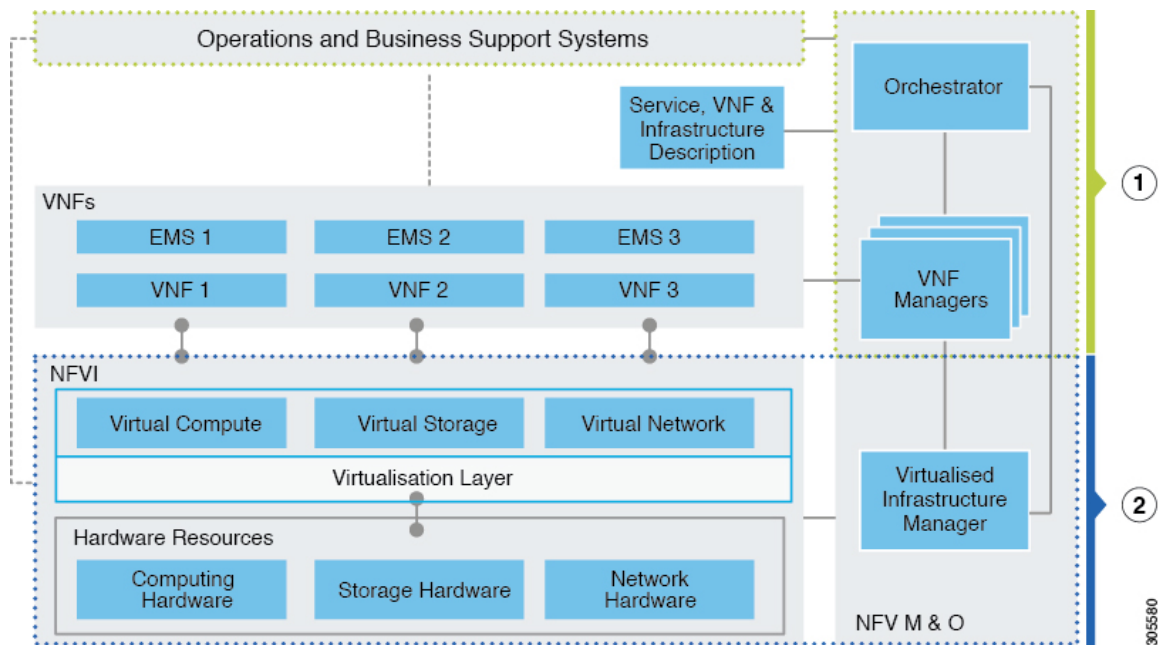 Operations and Business Support Systems
Orchestrator
Service, VNF &
Infrastructure
Description
1
VNFs
EMS 1
EMS 2
EMS 3
VNF 1
VNF 2
VNF 3
VNF
Managers
NFVI
Virtual Compute
Virtual Storage
Virtual Network
Virtualisation Layer
Virtualised
Infrastructure
Manager
2
Hardware Resources
Computing
Hardware
Storage Hardware
Network
Hardware
NFV M & O
305580